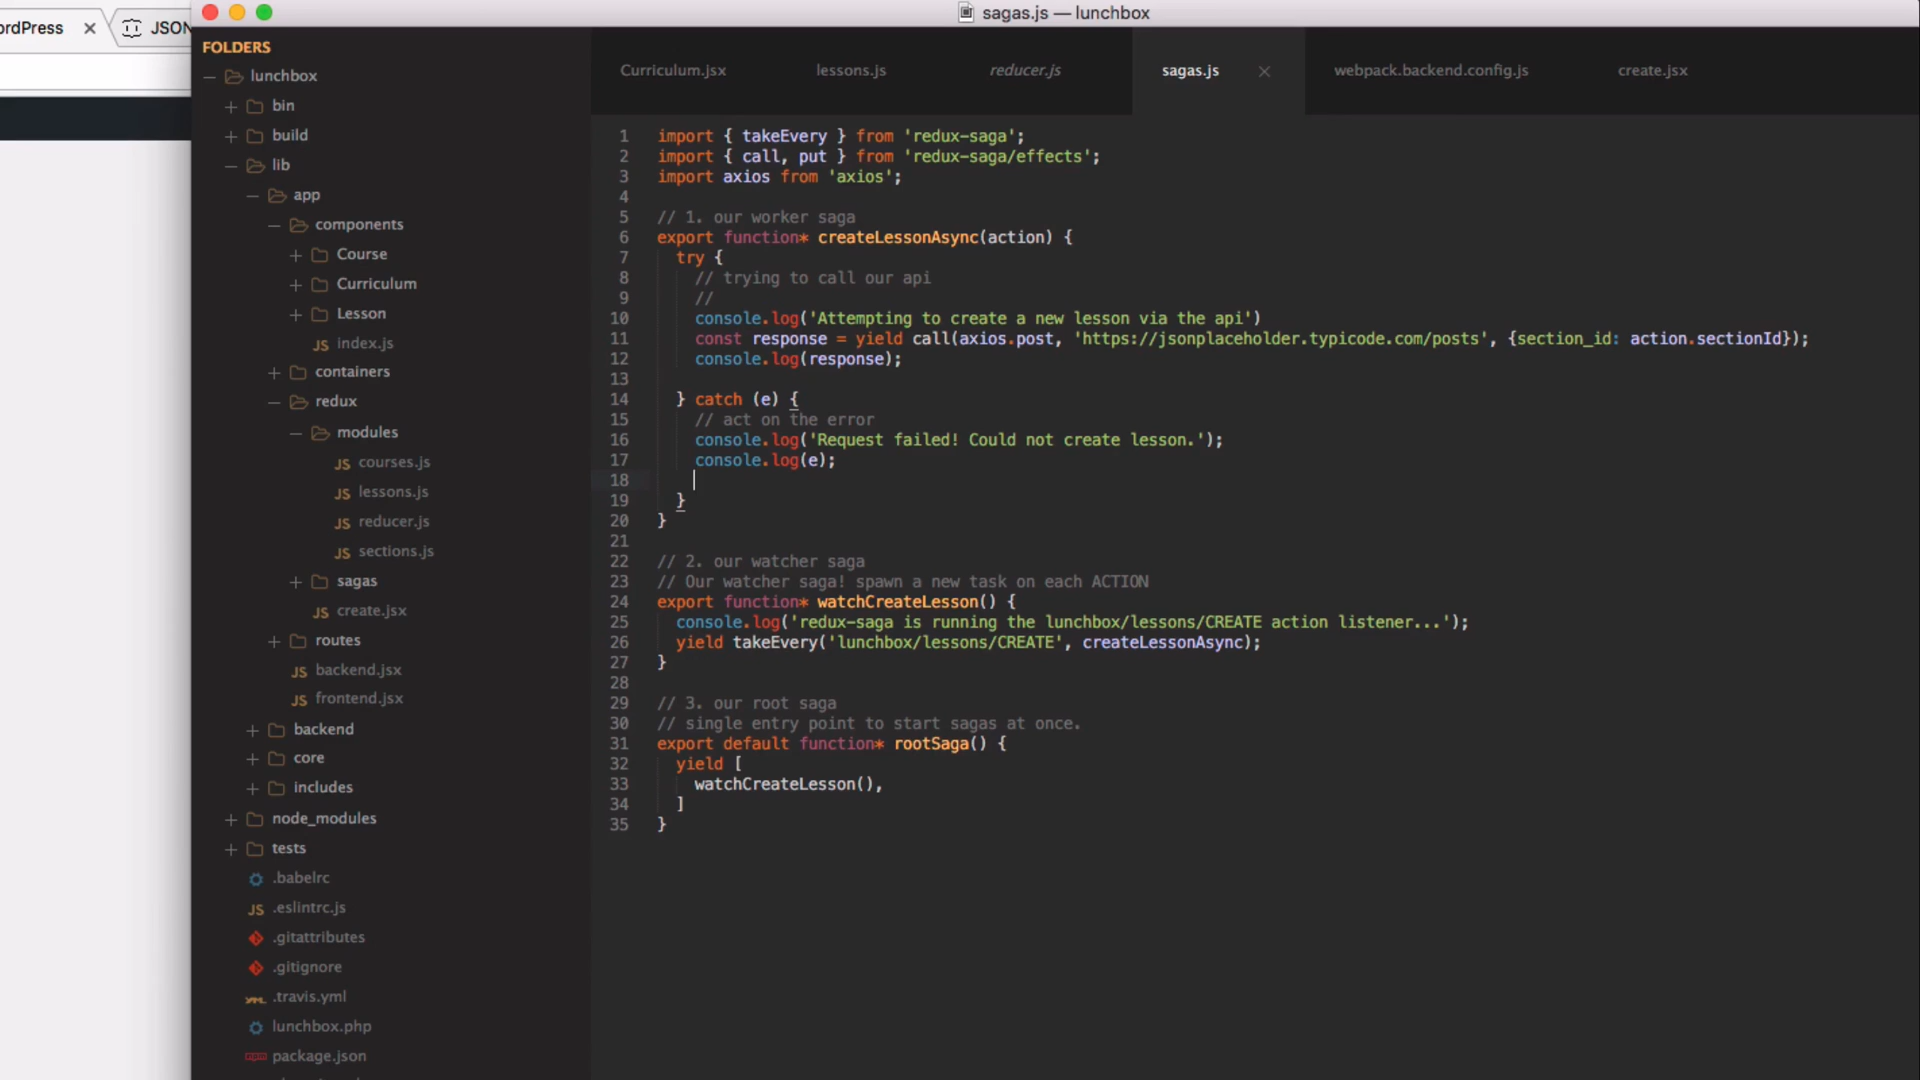 sagas.js — lunchbox
ordPress
JSON
FOLDERS
lunchbox
bin
build
lib
app
components
Course
Curriculum
Lesson
index.js
containers
redux
modules
courses.js
lessons.js
reducer.js
sections.js
sagas
create.jsx
routes
backend.jsx
frontend.jsx
backend
core
includes
node_modules
tests
.babelrc
.eslintrc.js
.gitattributes
.gitignore
.travis.yml
lunchbox.php
package.json
Curriculum.jsx
lessons.js
reducer.js
sagas.js
webpack.backend.config.js
create.jsx
1 import { takeEvery } from 'redux-saga';
2 import { call, put } from 'redux-saga/effects';
3 import axios from 'axios';
4
5 // 1. our worker saga
6 export function* createLessonAsync(action) {
7 try {
8 // trying to call our api
9 //
10 console.log('Attempting to create a new lesson via the api')
11 const response = yield call(axios.post, 'https://jsonplaceholder.typicode.com/posts', {section_id: action.sectionId});
12 console.log(response);
13
14 } catch (e) {
15 // act on the error
16 console.log('Request failed! Could not create lesson.');
17 console.log(e);
18
19 }
20 }
21
22 // 2. our watcher saga
23 // Our watcher saga! spawn a new task on each ACTION
24 export function* watchCreateLesson() {
25 console.log('redux-saga is running the lunchbox/lessons/CREATE action listener...');
26 yield takeEvery('lunchbox/lessons/CREATE', createLessonAsync);
27 }
28
29 // 3. our root saga
30 // single entry point to start sagas at once.
31 export default function* rootSaga() {
32 yield [
33 watchCreateLesson(),
34 ]
35 }